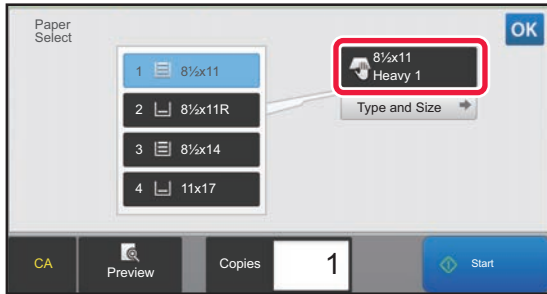 Paper
Select
OK
1 8½x11
2 8½x11R
3 8½x14
4 11x17
8½x11
Heavy 1
Type and Size
CA
Preview
Copies
1
Start